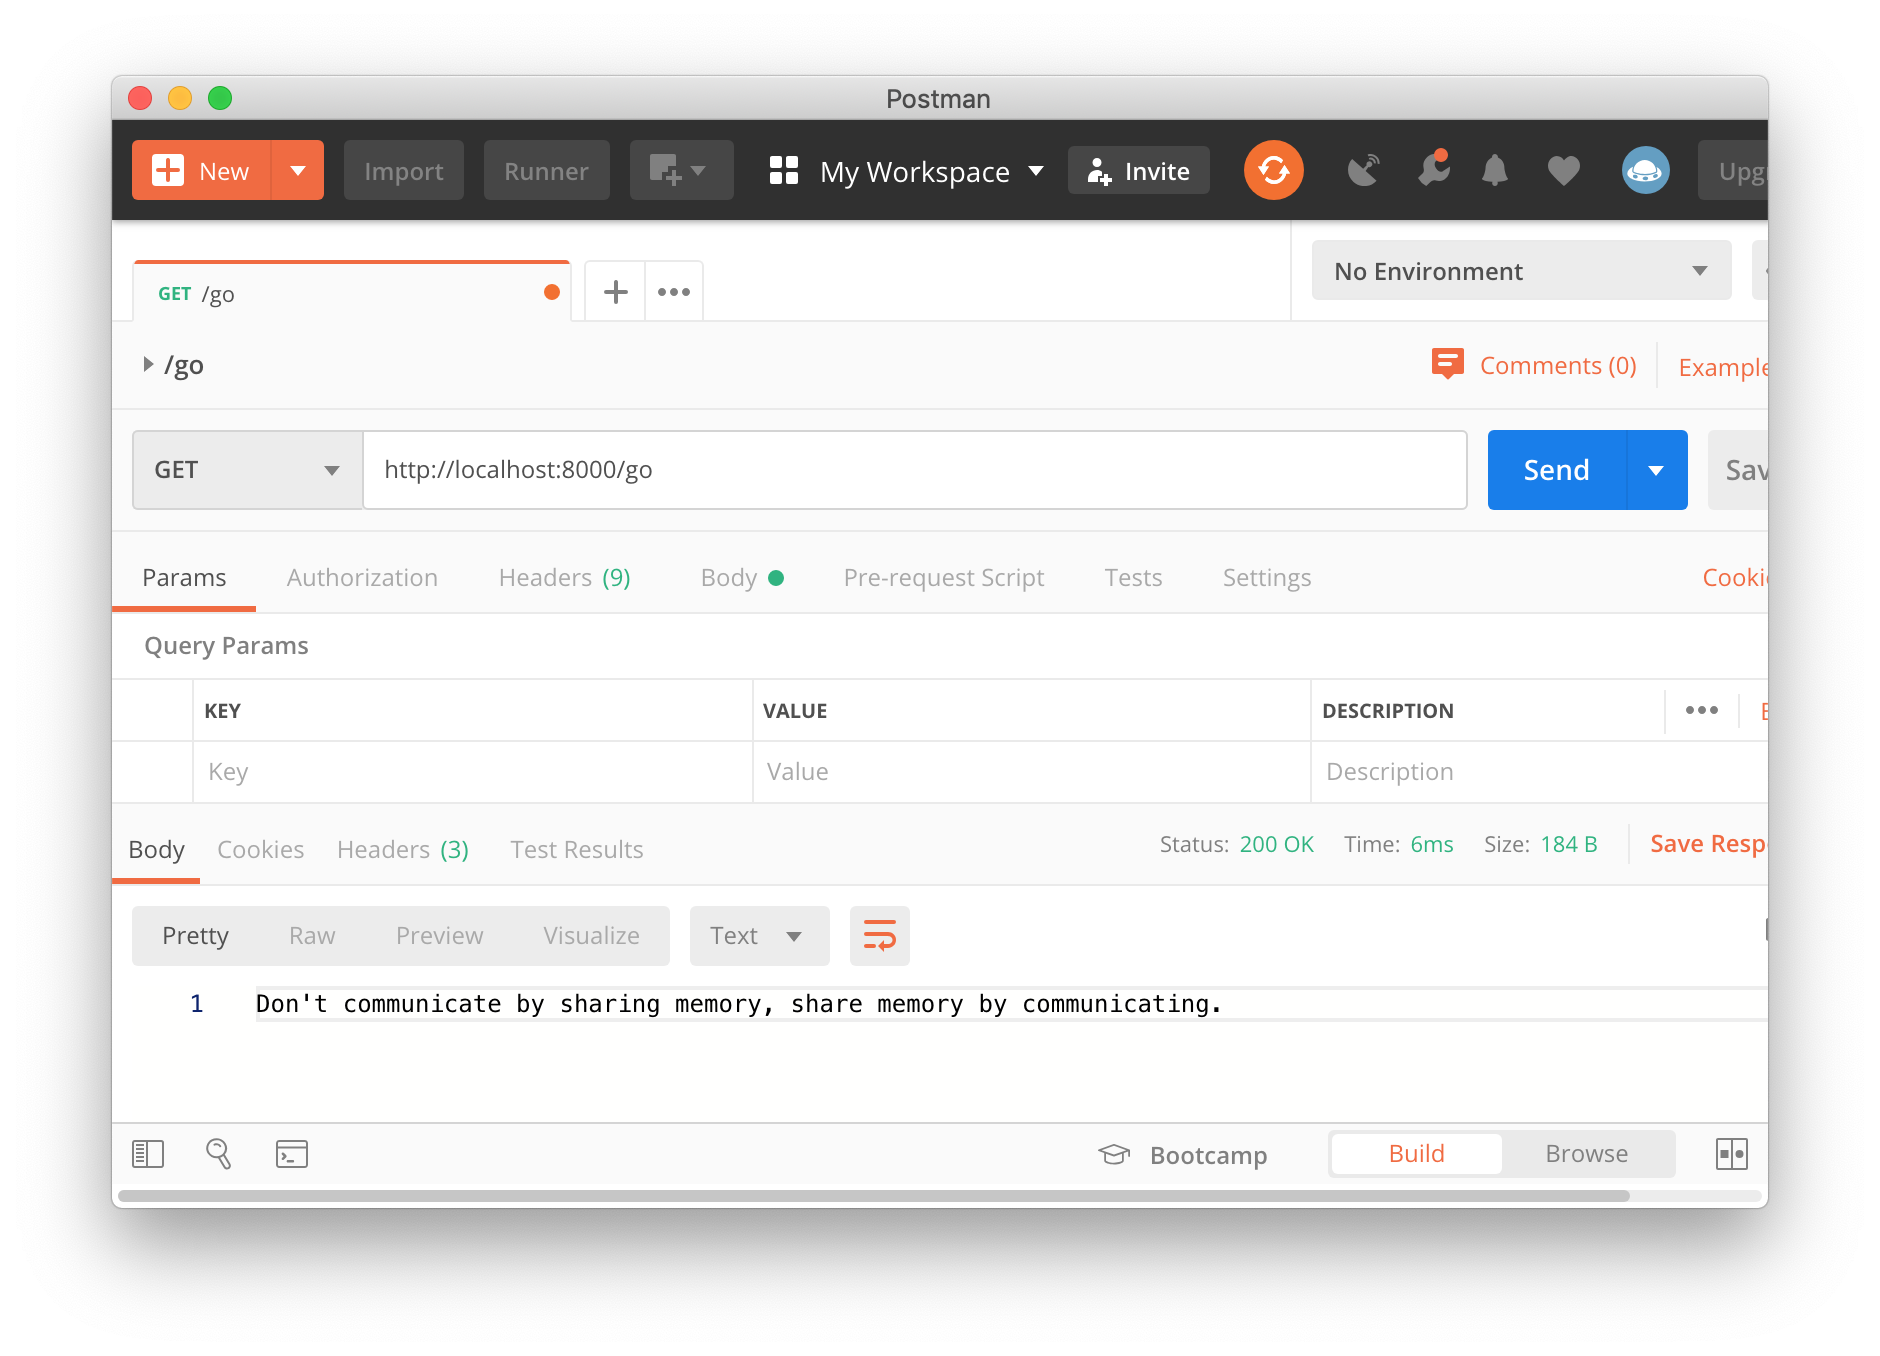 Postman
New
Import
Runner
My Workspace
Invite
Upg
GET /go
No Environment
/go
Comments (0)
Example
GET
http://localhost:8000/go
Send
Sav
Params
Authorization
Headers (9)
Body
Pre-request Script
Tests
Settings
Cooki
Query Params
KEY
VALUE
DESCRIPTION
Key
Value
Description
Body
Cookies
Headers (3)
Test Results
Status: 200 OK
Time: 6ms
Size: 184 B
Save Resp
Pretty
Raw
Preview
Visualize
Text
1 Don't communicate by sharing memory, share memory by communicating.
Bootcamp
Build
Browse